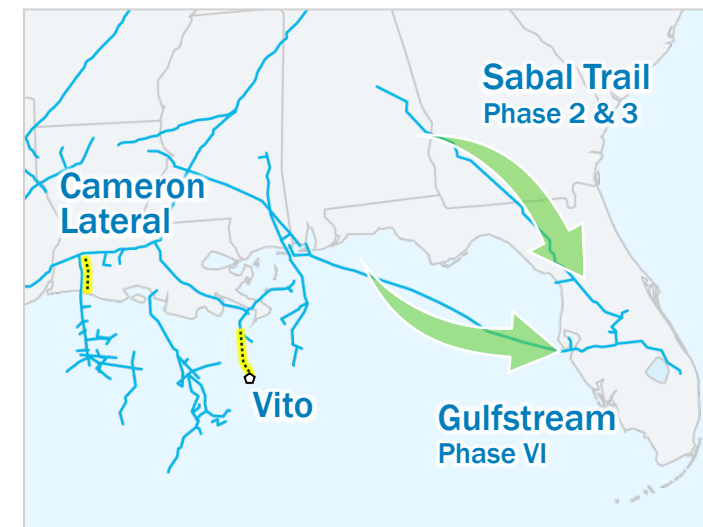 Sabal Trail
Phase 2 & 3
Cameron
Lateral
Vito
Gulfstream
Phase VI